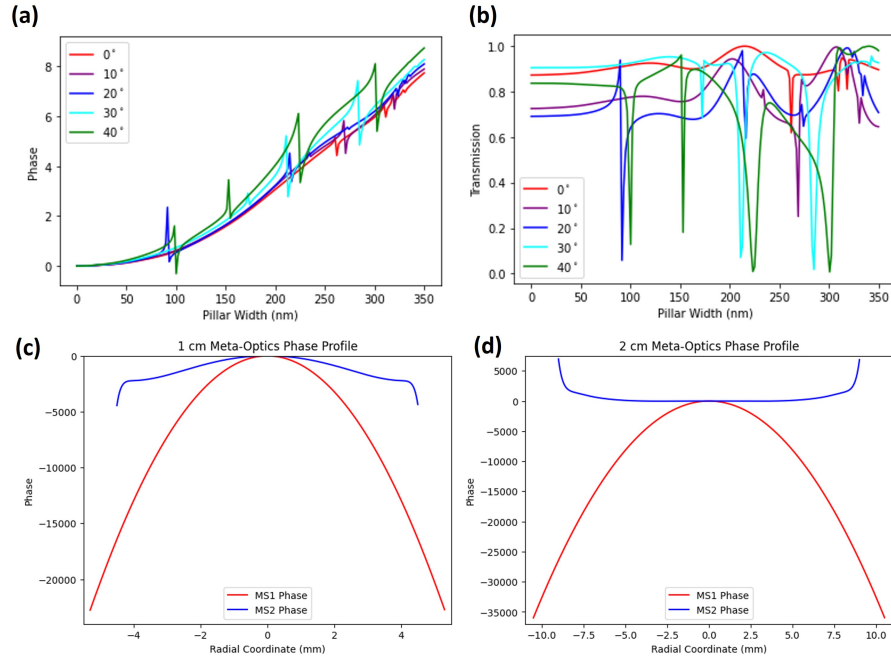 (a)
0°
10°
20°
30°
40°
Phase
8
6
4
2
0
0 50 100 150 200 250 300 350
Pillar Width (nm)
(b)
1.0
0.8
0.6
0.4
0.2
0.0
Transmission
0°
10°
20°
30°
40°
0 50 100 150 200 250 300 350
Pillar Width (nm)
(c)
1 cm Meta-Optics Phase Profile
0
−5000
−10000
−15000
−20000
Phase
MS1 Phase
MS2 Phase
−4 −2 0 2 4
Radial Coordinate (mm)
(d)
2 cm Meta-Optics Phase Profile
5000
0
−5000
−10000
−15000
−20000
−25000
−30000
−35000
Phase
MS1 Phase
MS2 Phase
−10.0 −7.5 −5.0 −2.5 0.0 2.5 5.0 7.5 10.0
Radial Coordinate (mm)